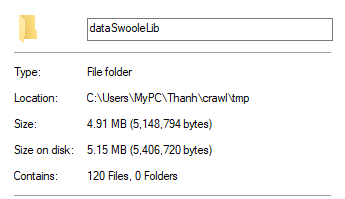 dataSwooleLib
Type: File folder
Location: C:\Users\MyPC\Thanh\crawl\tmp
Size: 4.91 MB (5,148,794 bytes)
Size on disk: 5.15 MB (5,406,720 bytes)
Contains: 120 Files, 0 Folders